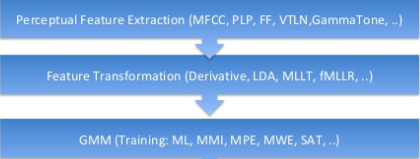 Perceptual Feature Extraction (MFCC, PLP, FF, VTLN,GammaTone, ..)
Feature Transformation (Derivative, LDA, MLLT, fMLLR, ..)
GMM (Training: ML, MMI, MPE, MWE, SAT, ..)